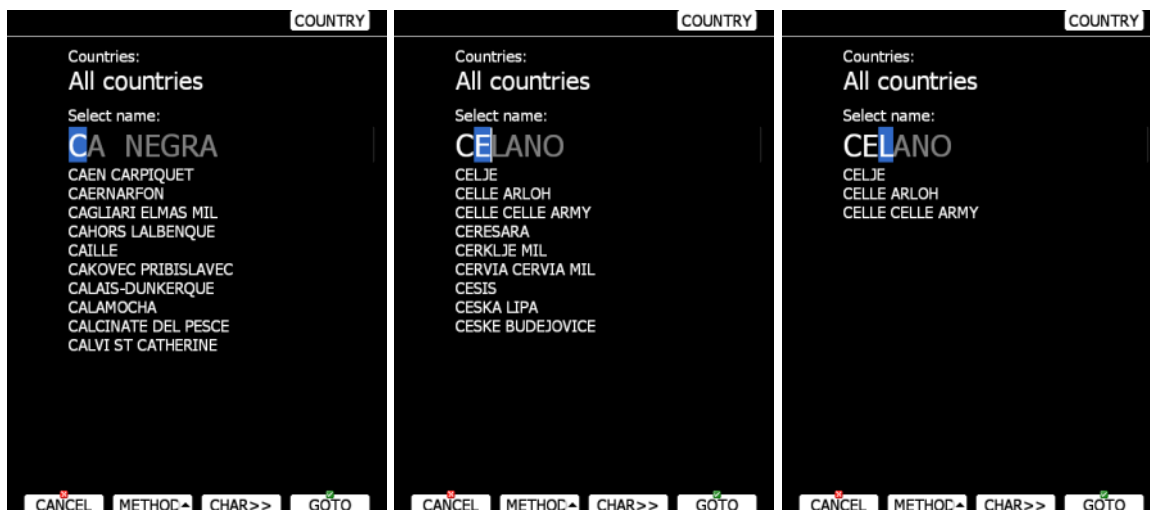 COUNTRY
Countries:
All countries
Select name:
CA NEGRA
CAEN CARPIQUET
CAERNARFON
CAGLIARI ELMAS MIL
CAHORS LALBENQUE
CAILLE
CAKOVEC PRIBISLAVEC
CALAIS-DUNKERQUE
CALAMOCHA
CALCINATE DEL PESCE
CALVI ST CATHERINE
CANCEL METHOD CHAR>> GOTO
COUNTRY
Countries:
All countries
Select name:
CELANO
CELJE
CELLE ARLOH
CELLE CELLE ARMY
CERESARA
CERKLJE MIL
CERVIA CERVIA MIL
CESIS
CESKA LIPA
CESKE BUDEJOVICE
CANCEL METHOD CHAR>> GOTO
COUNTRY
Countries:
All countries
Select name:
CELANO
CELJE
CELLE ARLOH
CELLE CELLE ARMY
CANCEL METHOD CHAR>> GOTO